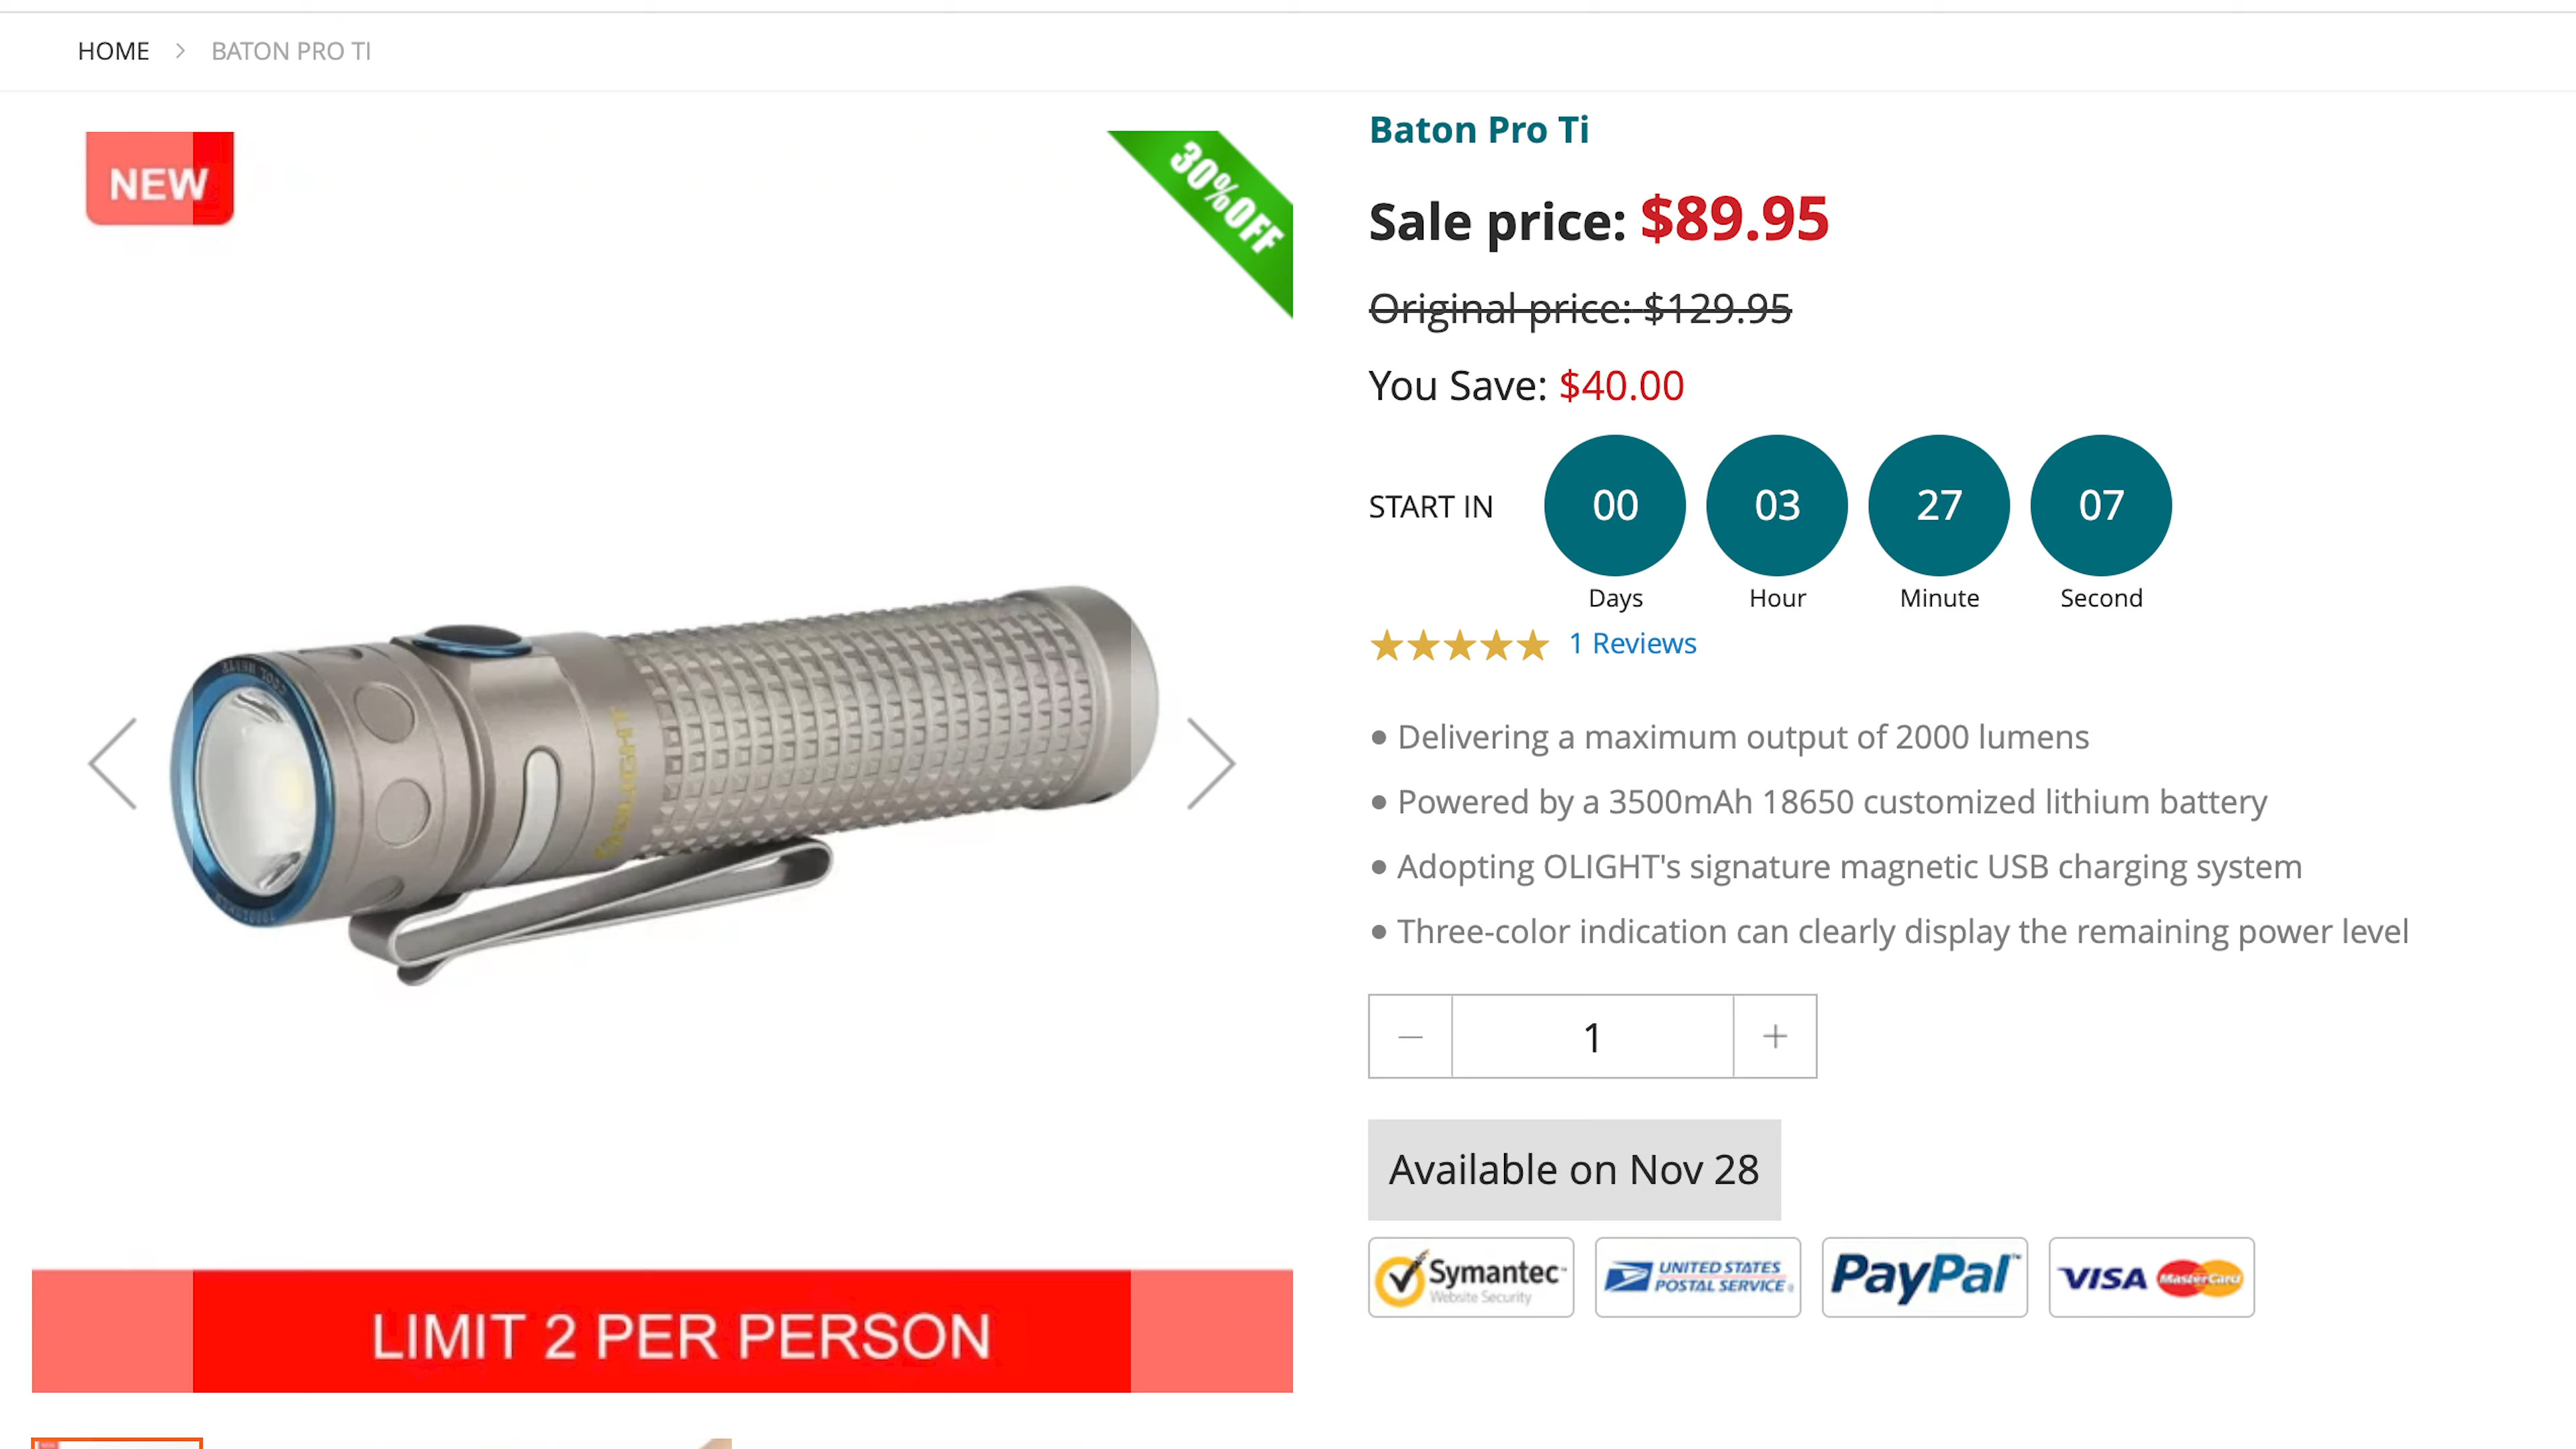 HOME > BATON PRO TI
NEW
30%OFF
OLIGHT
LIMIT 2 PER PERSON
Baton Pro Ti
Sale price: $89.95
Original price: $129.95
You Save: $40.00
START IN 00 03 27 07
Days Hour Minute Second
1 Reviews
• Delivering a maximum output of 2000 lumens
• Powered by a 3500mAh 18650 customized lithium battery
• Adopting OLIGHT's signature magnetic USB charging system
• Three-color indication can clearly display the remaining power level
− 1 +
Available on Nov 28
Symantec™
Website Security
UNITED STATES
POSTAL SERVICE®
PayPal™
VISA MasterCard